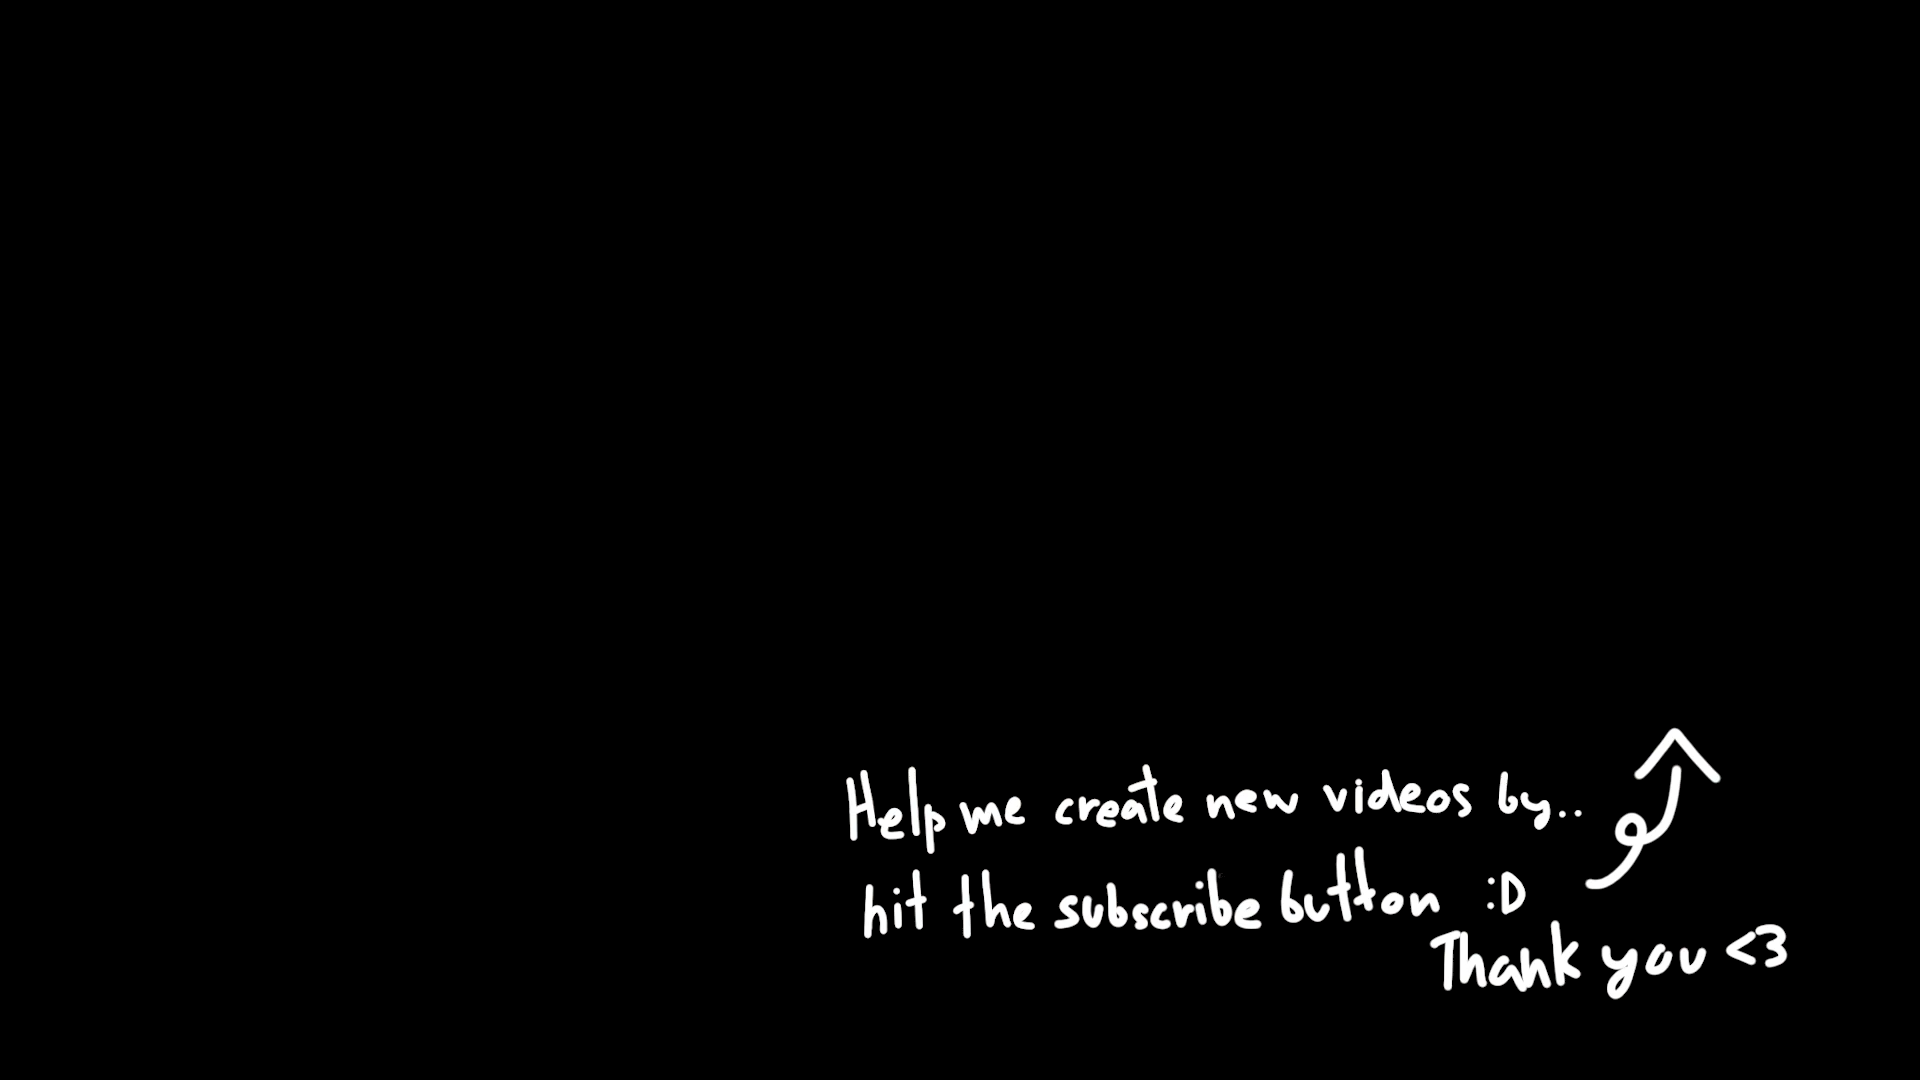 Help me create new videos by..
hit the subscribe button :D
Thank you <3